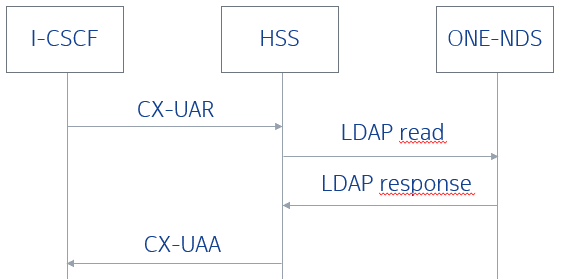 I-CSCF
HSS
ONE-NDS
CX-UAR
LDAP read
LDAP response
CX-UAA